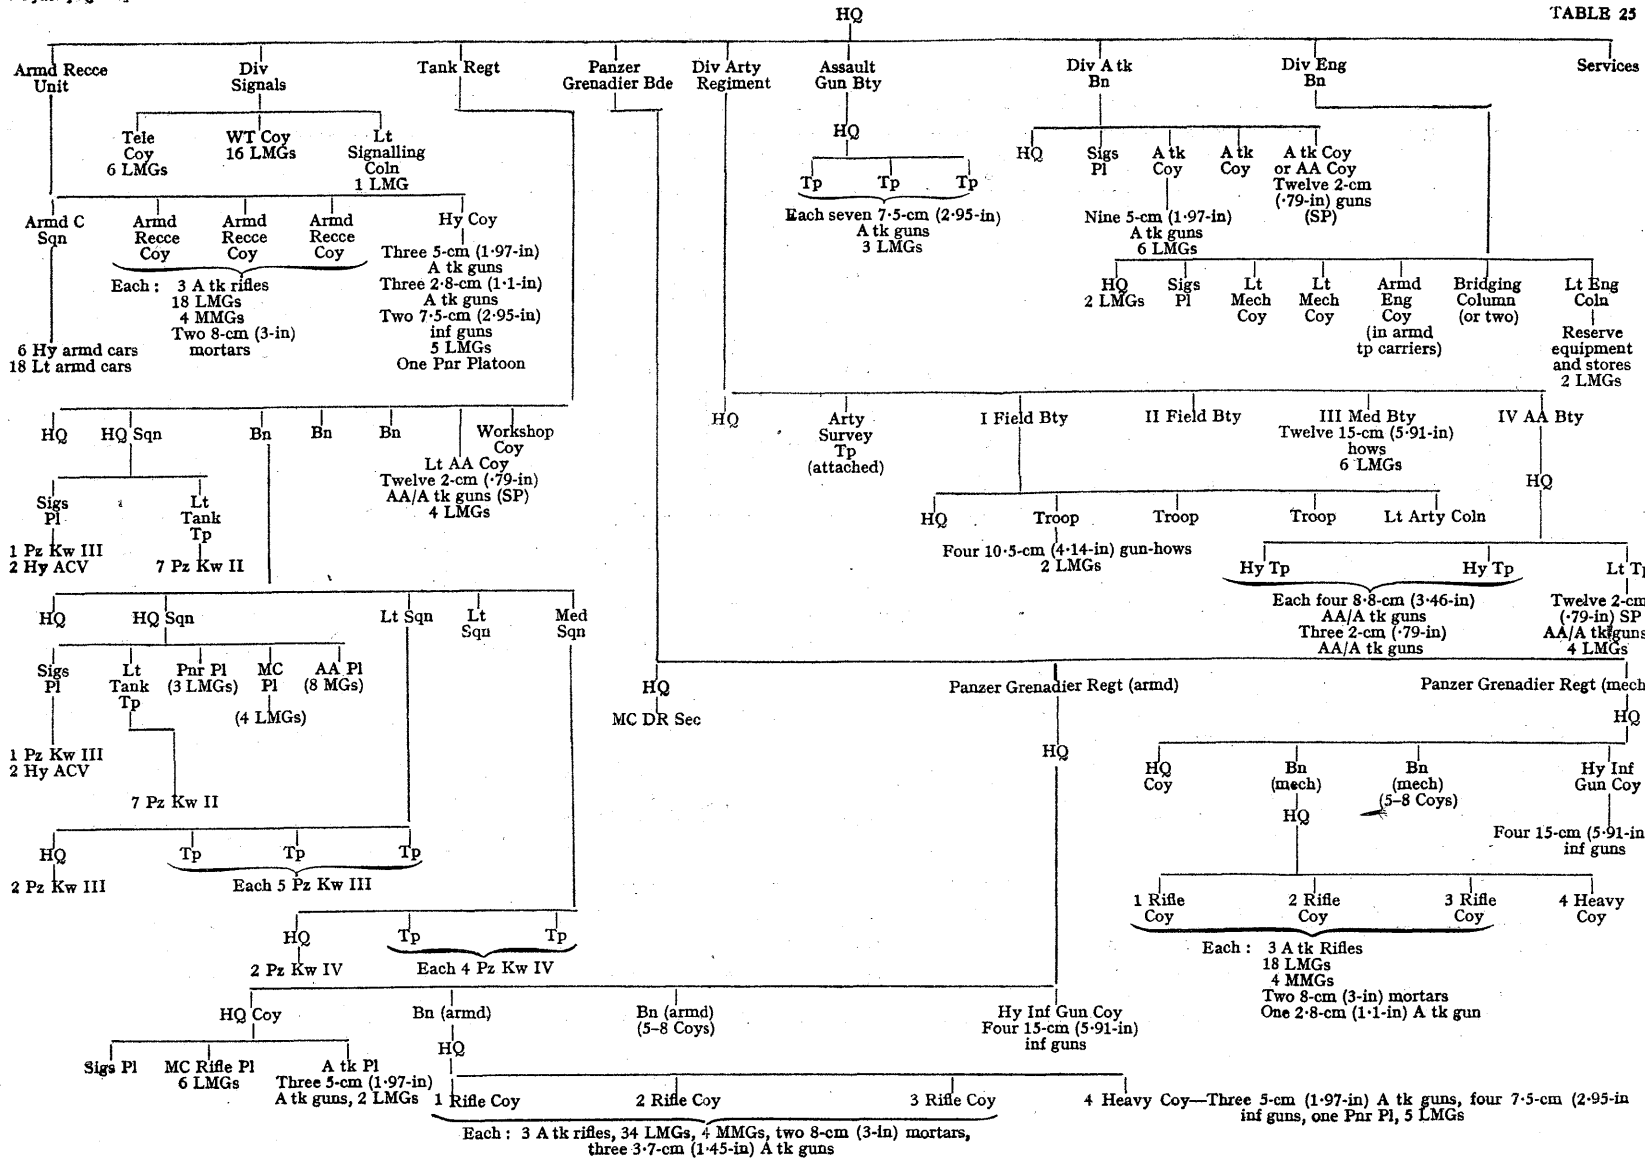 HQ
TABLE 25
Armd Recce
Unit
Div
Signals
Tank Regt
Panzer
Grenadier Bde
Div Arty
Regiment
Assault
Gun Bty
Div A tk
Bn
Div Eng
Bn
Services
Tele
Coy
6 LMGs
WT Coy
16 LMGs
Lt
Signalling
Coln
1 LMG
HQ
Tp
Tp
Tp
Each seven 7·5-cm (2·95-in)
A tk guns
3 LMGs
HQ
Sigs
Pl
A tk
Coy
Nine 5-cm (1·97-in)
A tk guns
6 LMGs
A tk
Coy
A tk Coy
or AA Coy
Twelve 2-cm
(·79-in) guns
(SP)
Armd C
Sqn
6 Hy armd cars
18 Lt armd cars
Armd
Recce
Coy
Armd
Recce
Coy
Armd
Recce
Coy
Each : 3 A tk rifles
18 LMGs
4 MMGs
Two 8-cm (3-in)
mortars
Hy Coy
Three 5-cm (1·97-in)
A tk guns
Three 2·8-cm (1·1-in)
A tk guns
Two 7·5-cm (2·95-in)
inf guns
5 LMGs
One Pnr Platoon
HQ
2 LMGs
Sigs
Pl
Lt
Mech
Coy
Lt
Mech
Coy
Armd
Eng
Coy
(in armd
tp carriers)
Bridging
Column
(or two)
Lt Eng
Coln
Reserve
equipment
and stores
2 LMGs
HQ
HQ Sqn
Bn
Bn
Bn
Lt AA Coy
Twelve 2-cm (·79-in)
AA/A tk guns (SP)
4 LMGs
Workshop
Coy
HQ
Arty
Survey
Tp
(attached)
I Field Bty
II Field Bty
III Med Bty
Twelve 15-cm (5·91-in)
hows
6 LMGs
IV AA Bty
HQ
Sigs
Pl
1 Pz Kw III
2 Hy ACV
Lt
Tank
Tp
7 Pz Kw II
HQ
Troop
Troop
Troop
Lt Arty Coln
Four 10·5-cm (4·14-in) gun-hows
2 LMGs
Hy Tp
Hy Tp
Each four 8·8-cm (3·46-in)
AA/A tk guns
Three 2-cm (·79-in)
AA/A tk guns
Lt Tp
Twelve 2-cm
(·79-in) SP
AA/A tk guns
4 LMGs
HQ
HQ Sqn
Lt Sqn
Lt
Sqn
Med
Sqn
Sigs
Pl
1 Pz Kw III
2 Hy ACV
Lt
Tank
Tp
7 Pz Kw II
Pnr Pl
(3 LMGs)
MC
Pl
(4 LMGs)
AA Pl
(8 MGs)
HQ
MC DR Sec
Panzer Grenadier Regt (armd)
HQ
Panzer Grenadier Regt (mech
HQ
HQ
Coy
Bn
(mech)
HQ
Bn
(mech)
(5–8 Coys)
Hy Inf
Gun Coy
Four 15-cm (5·91-in
inf guns
HQ
2 Pz Kw III
Tp
Tp
Tp
Each 5 Pz Kw III
1 Rifle
Coy
2 Rifle
Coy
3 Rifle
Coy
4 Heavy
Coy
Each : 3 A tk Rifles
18 LMGs
4 MMGs
Two 8-cm (3-in) mortars
One 2·8-cm (1·1-in) A tk gun
HQ
2 Pz Kw IV
Tp
Tp
Each 4 Pz Kw IV
HQ Coy
Bn (armd)
HQ
Bn (armd)
(5–8 Coys)
Hy Inf Gun Coy
Four 15-cm (5·91-in)
inf guns
Sigs Pl
MC Rifle Pl
6 LMGs
A tk Pl
Three 5-cm (1·97-in)
A tk guns, 2 LMGs
1 Rifle Coy
2 Rifle Coy
3 Rifle Coy
4 Heavy Coy—Three 5-cm (1·97-in) A tk guns, four 7·5-cm (2·95-in
inf guns, one Pnr Pl, 5 LMGs
Each : 3 A tk rifles, 34 LMGs, 4 MMGs, two 8-cm (3-in) mortars,
three 3·7-cm (1·45-in) A tk guns